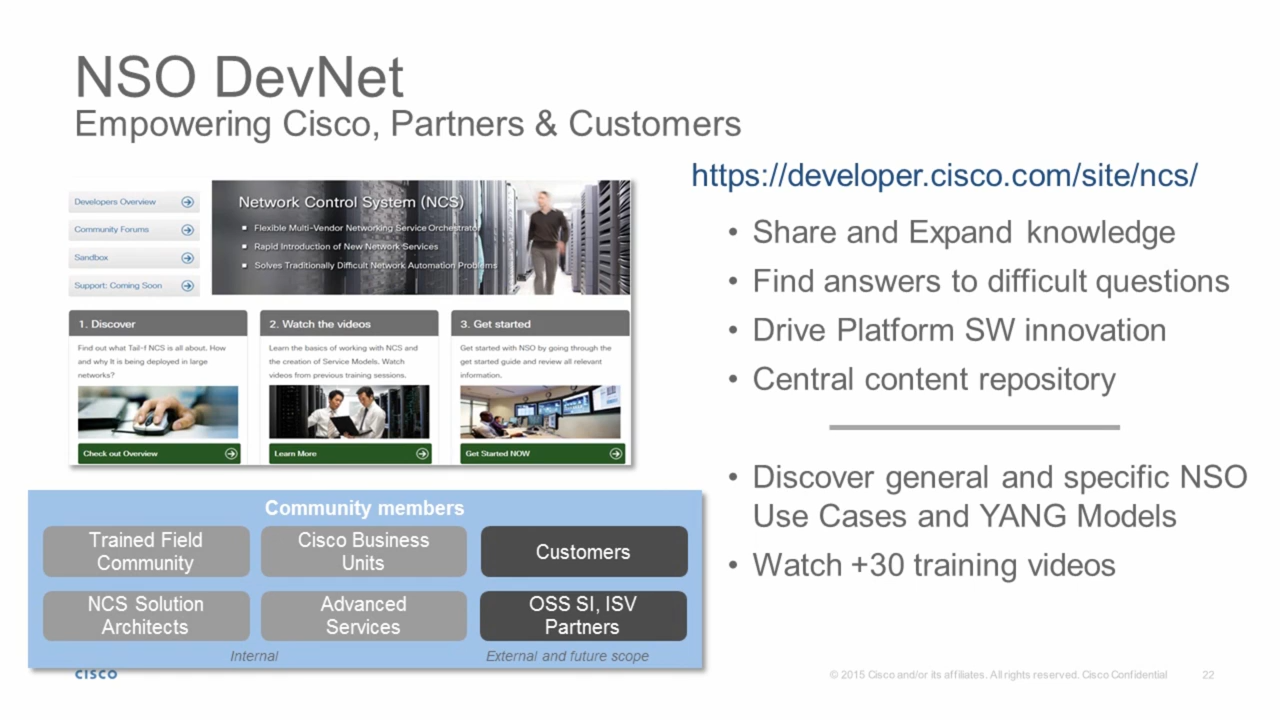 NSO DevNet
Empowering Cisco, Partners & Customers
https://developer.cisco.com/site/ncs/
Developers Overview
Community Forums
Sandbox
Support: Coming Soon
Network Control System (NCS)
Flexible Multi-Vendor Networking Service Orchestrator
Rapid Introduction of New Network Services
Solves Traditionally Difficult Network Automation Problems
1. Discover
Find out what Tail-f NCS is all about. How
and why It is being deployed in large
networks?
Check out Overview
2. Watch the videos
Learn the basics of working with NCS and
the creation of Service Models. Watch
videos from previous training sessions.
Learn More
3. Get started
Get started with NSO by going through the
get started guide and review all relevant
information.
Get Started NOW
• Share and Expand knowledge
• Find answers to difficult questions
• Drive Platform SW innovation
• Central content repository
• Discover general and specific NSO
Use Cases and YANG Models
• Watch +30 training videos
Community members
Trained Field
Community
Cisco Business
Units
Customers
NCS Solution
Architects
Advanced
Services
OSS SI, ISV
Partners
Internal
External and future scope
CISCO
© 2015 Cisco and/or its affiliates. All rights reserved. Cisco Confidential
22